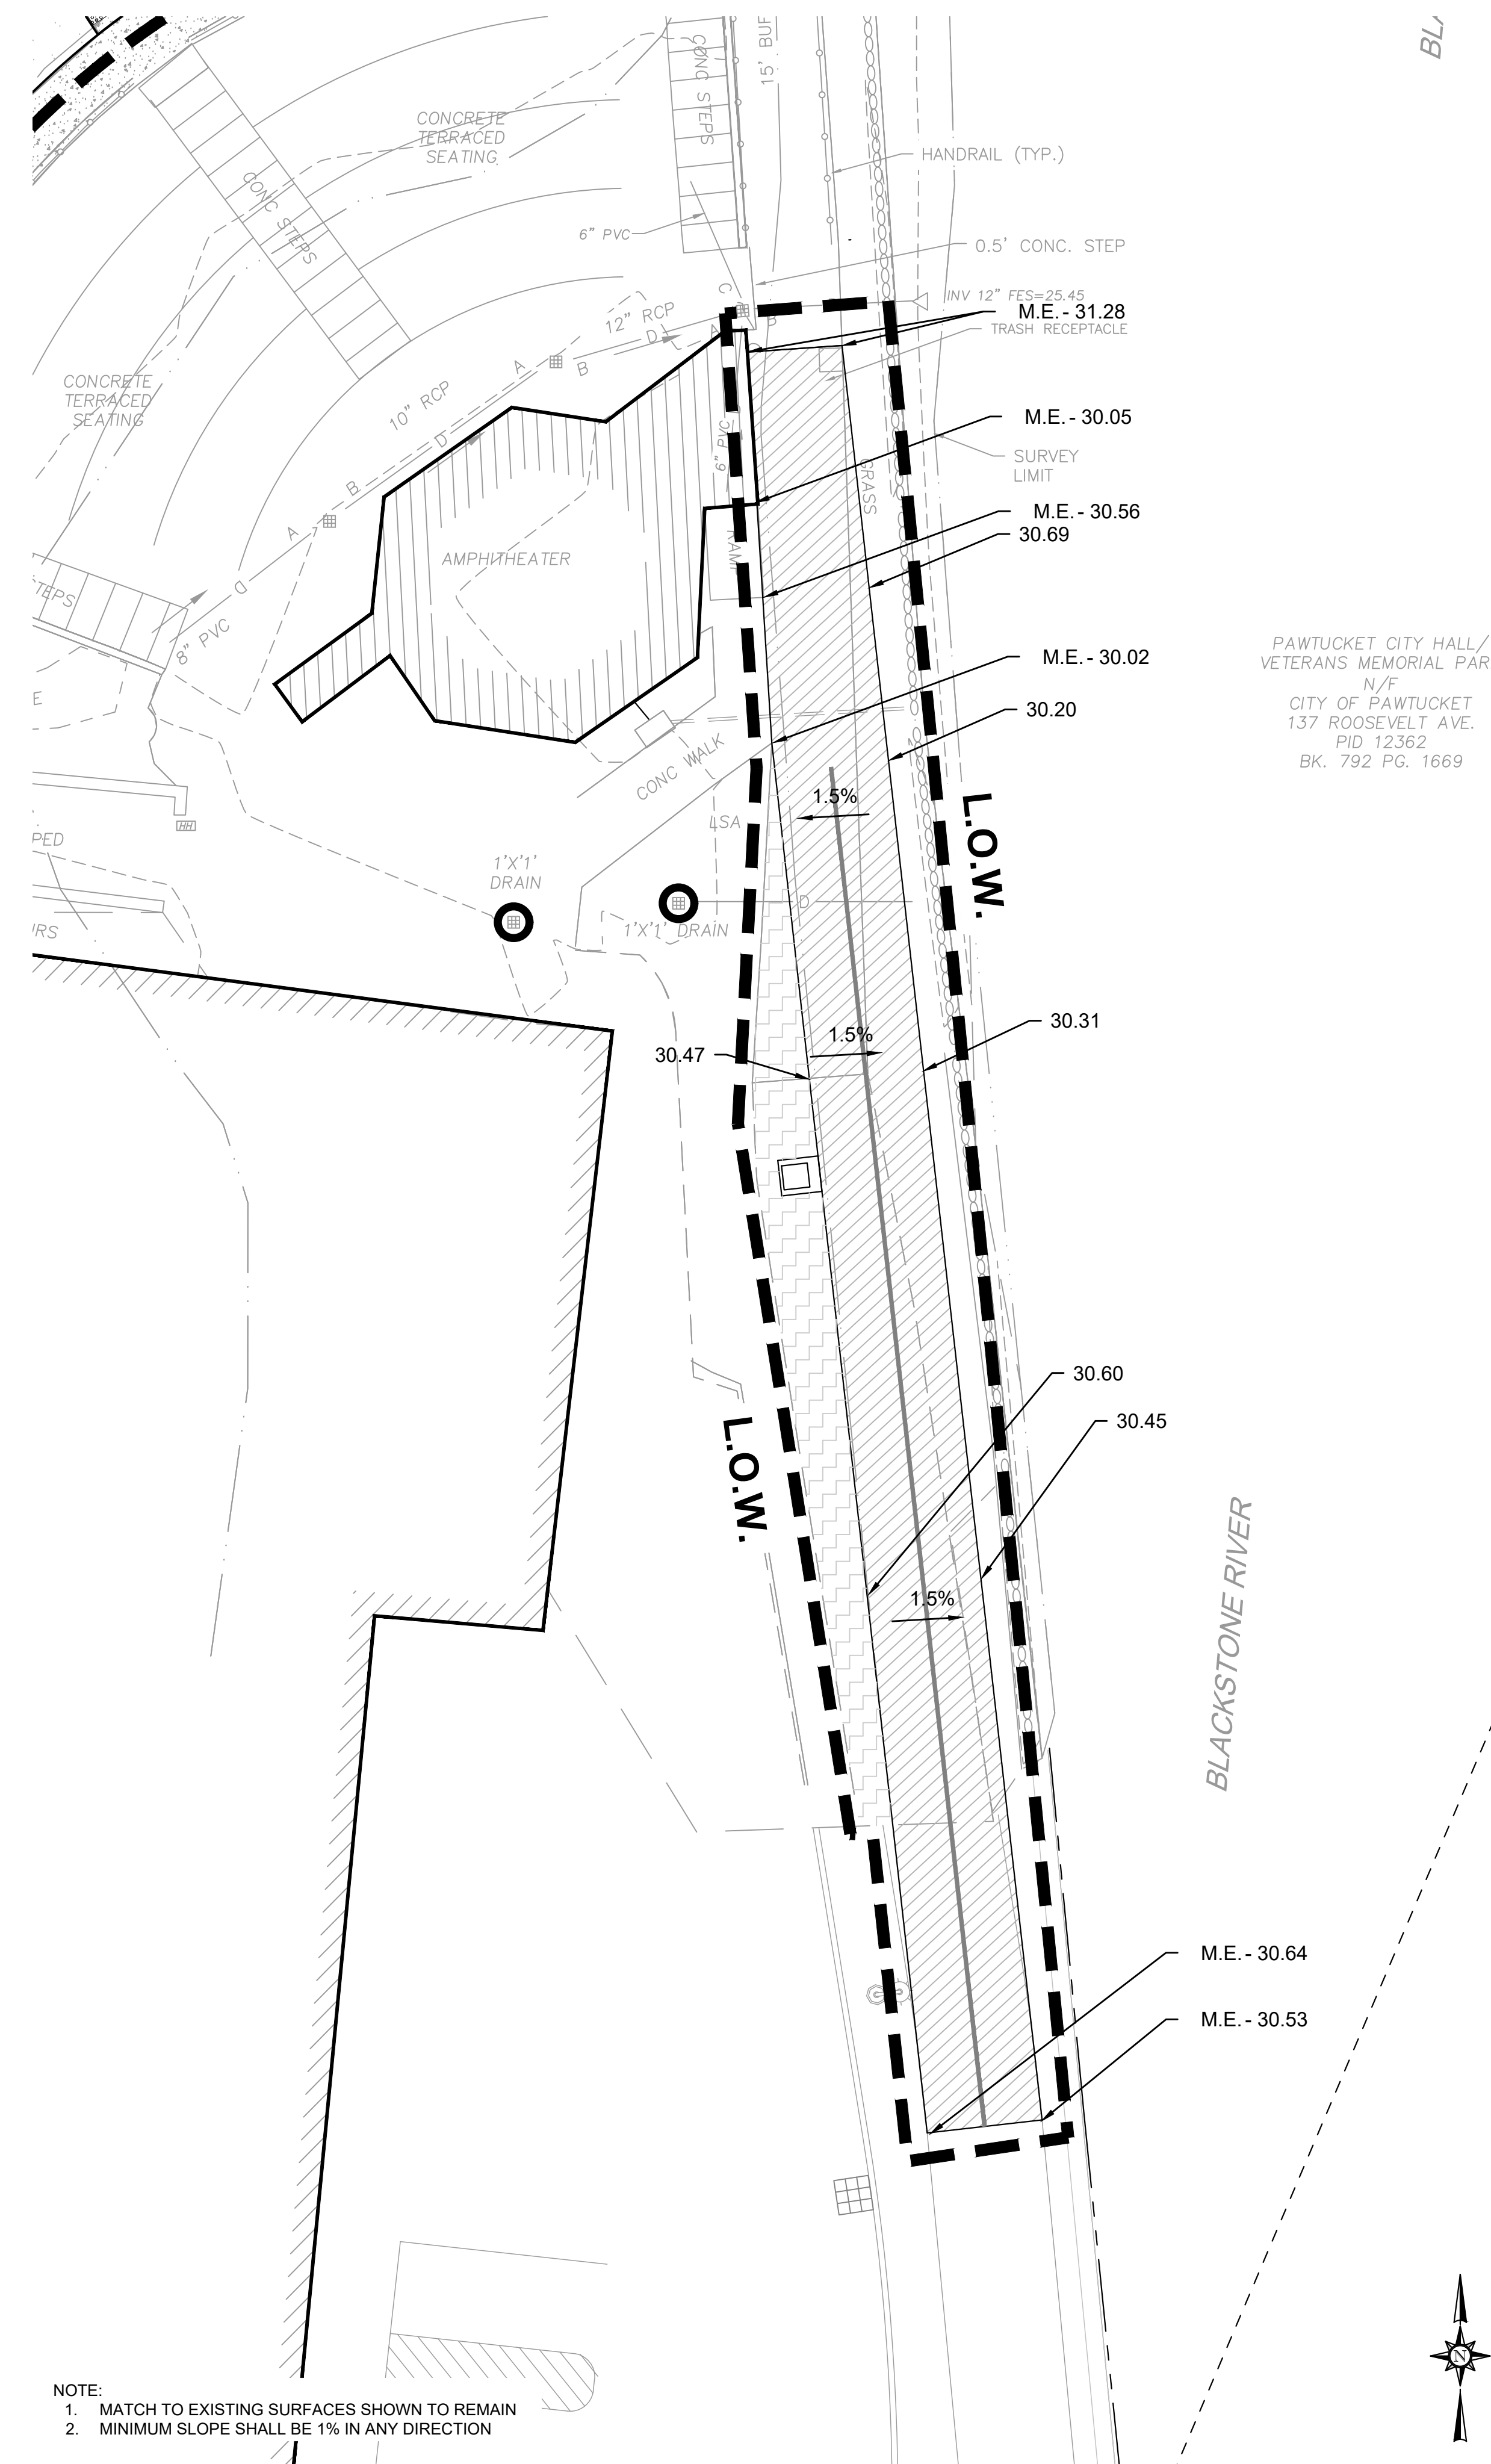 BLA
CONC STEPS
15' BUF
CONCRETE
TERRACED
SEATING
HANDRAIL (TYP.)
CONC STEPS
6" PVC
0.5' CONC. STEP
C
INV 12" FES=25.45
M.E. - 31.28
12" RCP
B
TRASH RECEPTACLE
D
A
A
B
CONCRETE
TERRACED
SEATING
10" RCP
M.E. - 30.05
D
6" PVC
SURVEY
LIMIT
GRASS
B
M.E. - 30.56
A
30.69
AMPHITHEATER
RAMP
D
STEPS
8" PVC
PAWTUCKET CITY HALL/
VETERANS MEMORIAL PAR
N/F
CITY OF PAWTUCKET
137 ROOSEVELT AVE.
PID 12362
BK. 792 PG. 1669
M.E. - 30.02
E
30.20
CONC WALK
1.5%
LSA
HH
PED
L.O.W.
1'X'1'
DRAIN
D
1'X'1' DRAIN
URS
30.31
1.5%
30.47
30.60
30.45
L.O.W.
1.5%
BLACKSTONE RIVER
M.E. - 30.64
M.E. - 30.53
N
NOTE:
1. MATCH TO EXISTING SURFACES SHOWN TO REMAIN
2. MINIMUM SLOPE SHALL BE 1% IN ANY DIRECTION